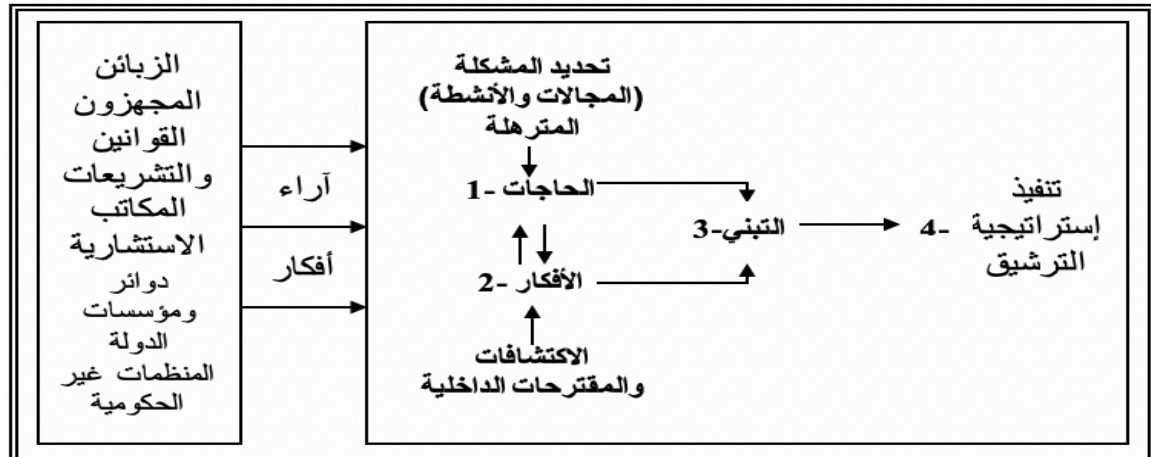 الزبائن
المجهزون
القوانين
والتشريعات
المكاتب
الاستشارية
دوائر
ومؤسسات
الدولة
المنظمات غير
الحكومية
آراء
أفكار
تحديد المشكلة
(المجالات والأنشطة)
المترهلة
1- الحاجات
2- الأفكار
الاكتشافات
والمقترحات الداخلية
3-التبني
4-
تنفيذ
إستراتيجية
الترشيق